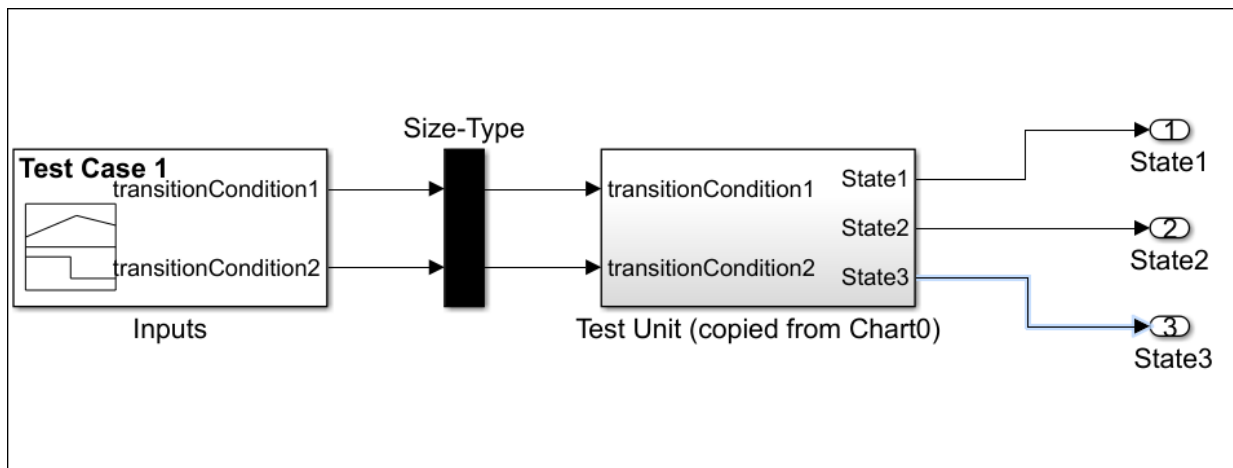 Size-Type
Test Case 1
transitionCondition1
transitionCondition2
Inputs
transitionCondition1
transitionCondition2
State1
State2
State3
Test Unit (copied from Chart0)
1
State1
2
State2
3
State3